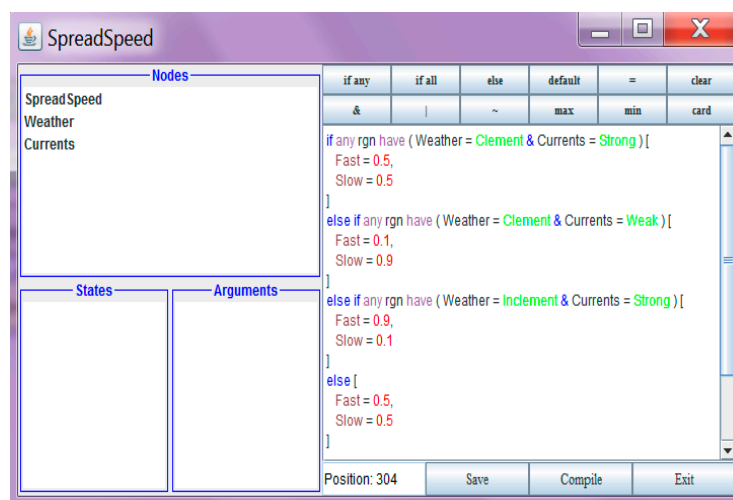 SpreadSpeed
Nodes
SpreadSpeed
Weather
Currents
States
Arguments
if any if all else default = clear
& | ~ max min card
if any rgn have ( Weather = Clement & Currents = Strong ) [
Fast = 0.5,
Slow = 0.5
]
else if any rgn have ( Weather = Clement & Currents = Weak ) [
Fast = 0.1,
Slow = 0.9
]
else if any rgn have ( Weather = Inclement & Currents = Strong ) [
Fast = 0.9,
Slow = 0.1
]
else [
Fast = 0.5,
Slow = 0.5
]
Position: 304 Save Compile Exit